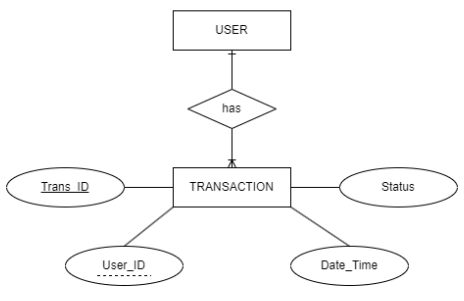 USER
has
Trans_ID
TRANSACTION
Status
User_ID
Date_Time